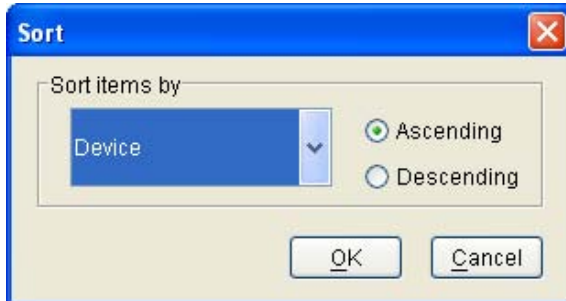 Sort
Sort items by
Device
Ascending
Descending
OK
Cancel